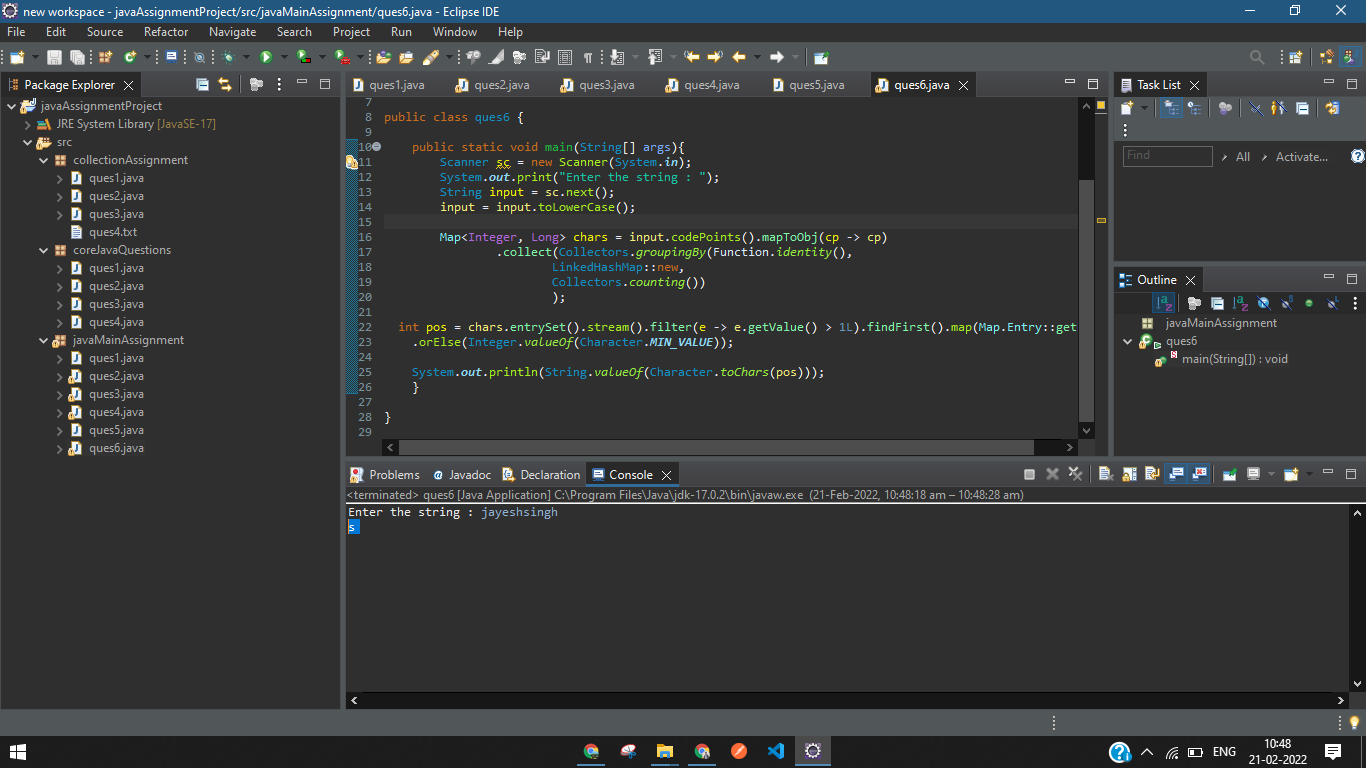 new workspace - javaAssignmentProject/src/javaMainAssignment/ques6.java - Eclipse IDE
File Edit Source Refactor Navigate Search Project Run Window Help
Package Explorer
javaAssignmentProject
JRE System Library [JavaSE-17]
src
collectionAssignment
ques1.java
ques2.java
ques3.java
ques4.txt
coreJavaQuestions
ques1.java
ques2.java
ques3.java
ques4.java
javaMainAssignment
ques1.java
ques2.java
ques3.java
ques4.java
ques5.java
ques6.java
ques1.java ques2.java ques3.java ques4.java ques5.java ques6.java
7
8 public class ques6 {
9
10 public static void main(String[] args){
11 Scanner sc = new Scanner(System.in);
12 System.out.print("Enter the string : ");
13 String input = sc.next();
14 input = input.toLowerCase();
15
16 Map<Integer, Long> chars = input.codePoints().mapToObj(cp -> cp)
17 .collect(Collectors.groupingBy(Function.identity(),
18 LinkedHashMap::new,
19 Collectors.counting())
20 );
21
22 int pos = chars.entrySet().stream().filter(e -> e.getValue() > 1L).findFirst().map(Map.Entry::get
23 .orElse(Integer.valueOf(Character.MIN_VALUE));
24
25 System.out.println(String.valueOf(Character.toChars(pos)));
26 }
27
28 }
29
Task List
Find All Activate...
Outline
javaMainAssignment
ques6
main(String[]) : void
Problems Javadoc Declaration Console
<terminated> ques6 [Java Application] C:\Program Files\Java\jdk-17.0.2\bin\javaw.exe (21-Feb-2022, 10:48:18 am – 10:48:28 am)
Enter the string : jayeshsingh
s
ENG
10:48
21-02-2022